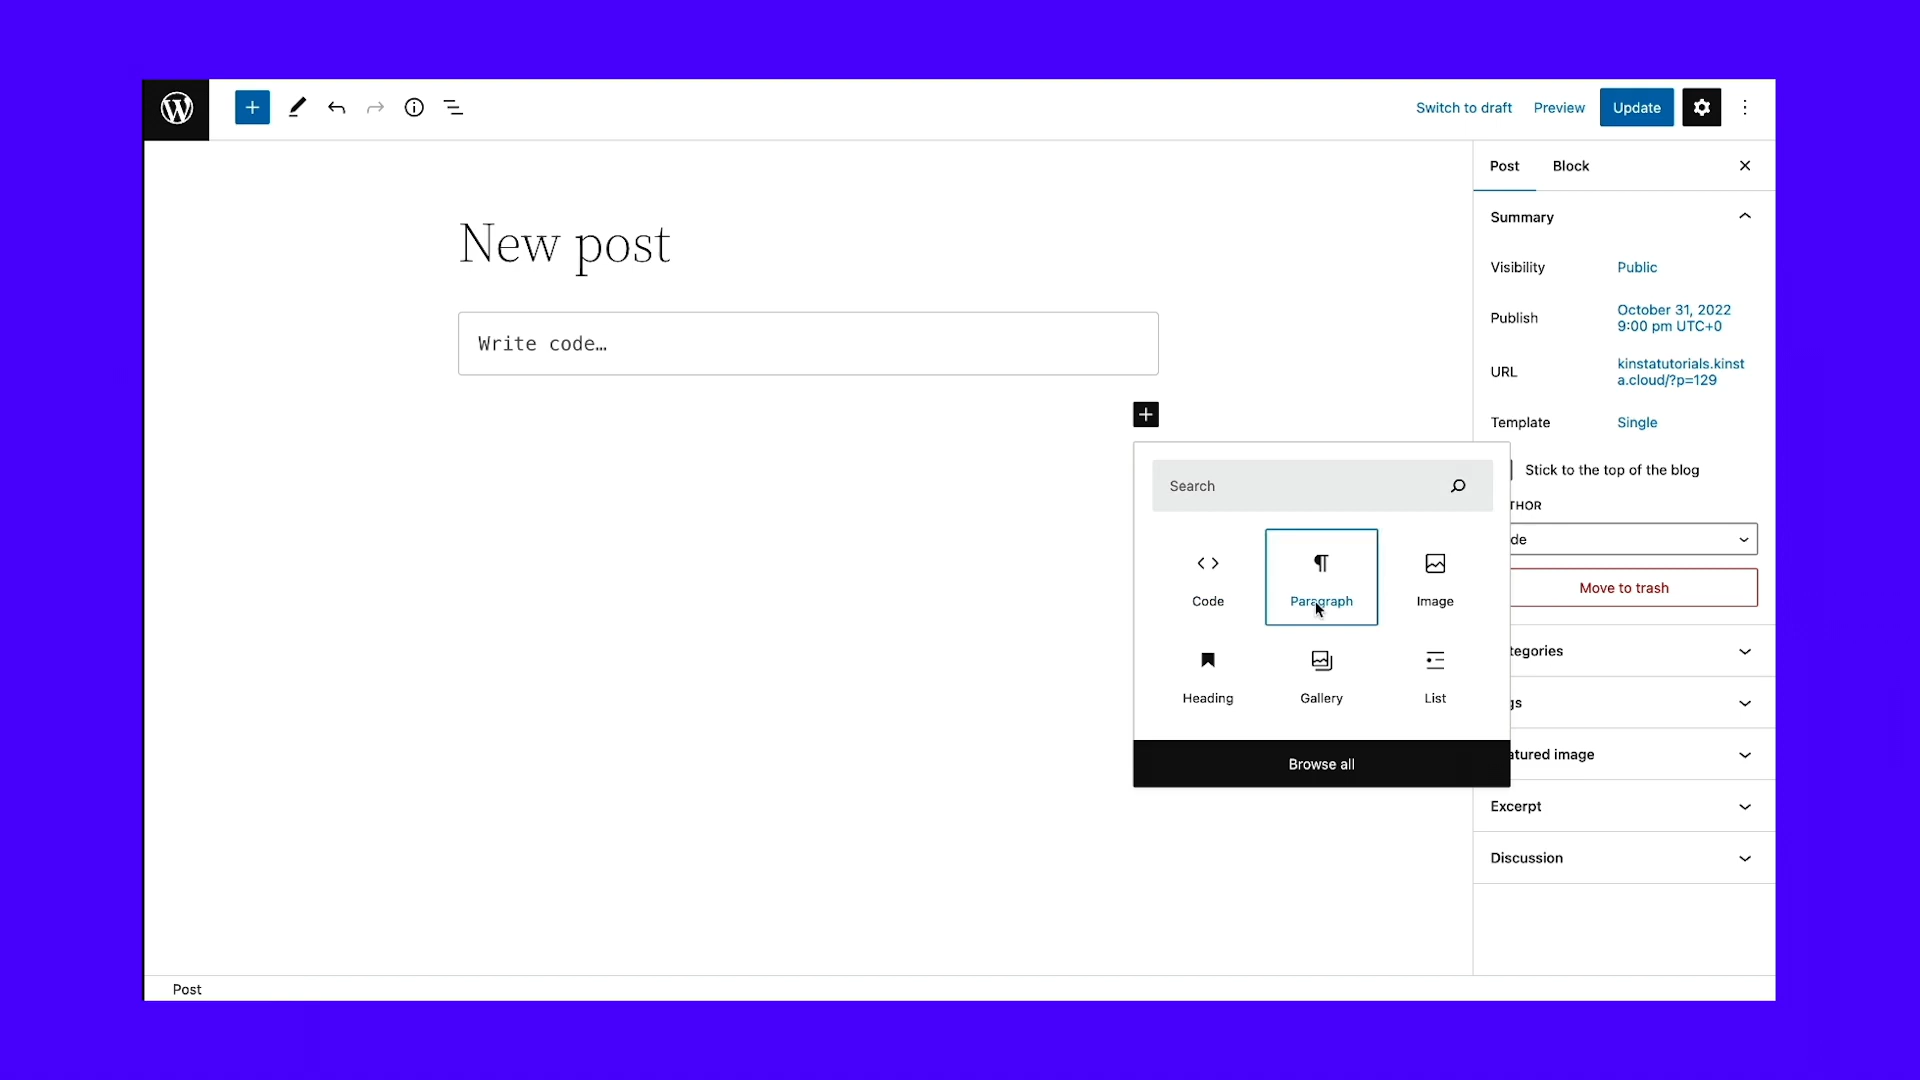 Switch to draft
Preview
Update
Post
Block
Summary
Visibility
Public
Publish
October 31, 2022
9:00 pm UTC+0
URL
kinstatutorials.kinst
a.cloud/?p=129
Template
Single
Stick to the top of the blog
THOR
de
Move to trash
tegories
gs
atured image
Excerpt
Discussion
New post
Write code…
Search
Code
Paragraph
Image
Heading
Gallery
List
Browse all
Post